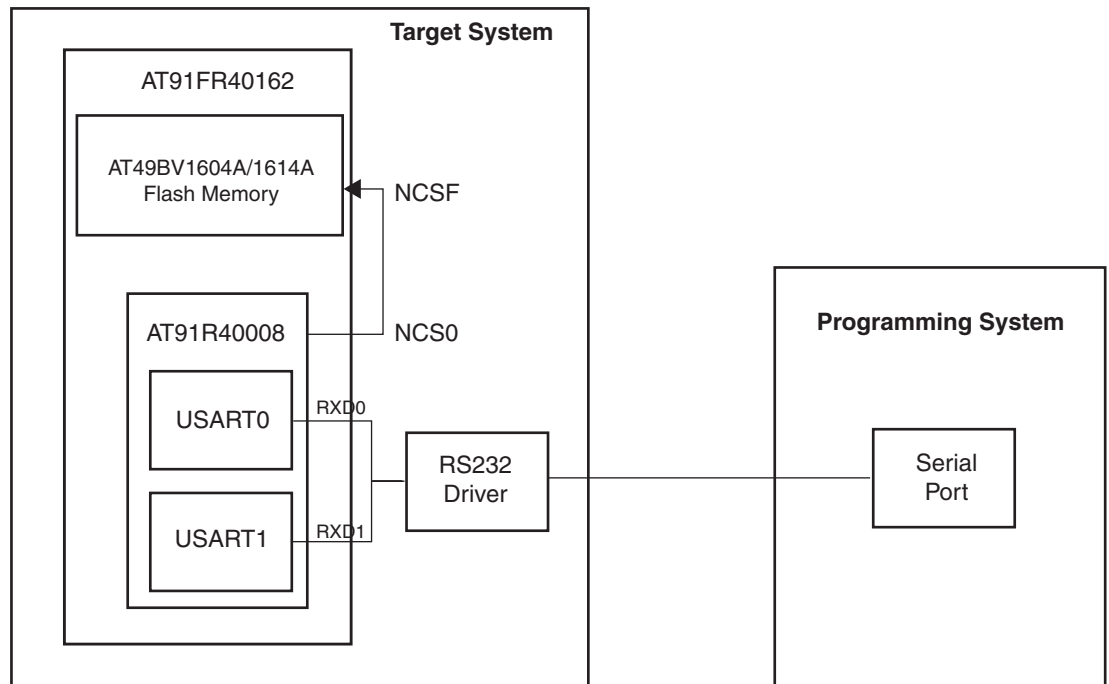 Target System
AT91FR40162
AT49BV1604A/1614A
Flash Memory
NCSF
AT91R40008
NCS0
USART0
RXD0
USART1
RXD1
RS232
Driver
Programming System
Serial
Port